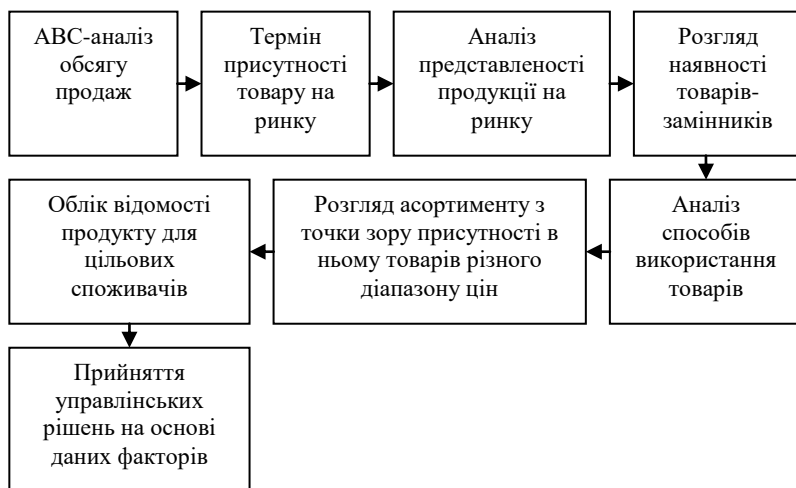 АВС-аналіз
обсягу
продаж
Термін
присутності
товару на
ринку
Аналіз
представленості
продукції на
ринку
Розгляд
наявності
товарів-
замінників
Аналіз
способів
використання
товарів
Розгляд асортименту з
точки зору присутності в
ньому товарів різного
діапазону цін
Облік відомості
продукту для
цільових
споживачів
Прийняття
управлінських
рішень на основі
даних факторів